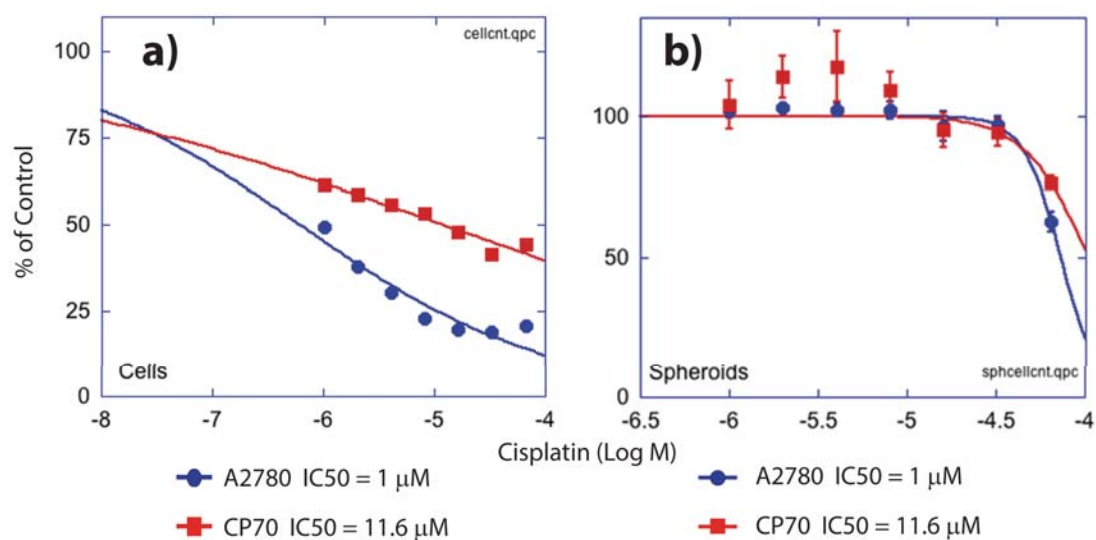 a)
cellcnt.qpc
100
75
50
25
0
Cells
-8
-7
-6
-5
-4
% of Control
b)
100
50
0
Spheroids
sphcellcnt.qpc
-6.5
-6
-5.5
-5
-4.5
-4
Cisplatin (Log M)
A2780 IC50 = 1 μM
CP70 IC50 = 11.6 μM
A2780 IC50 = 1 μM
CP70 IC50 = 11.6 μM